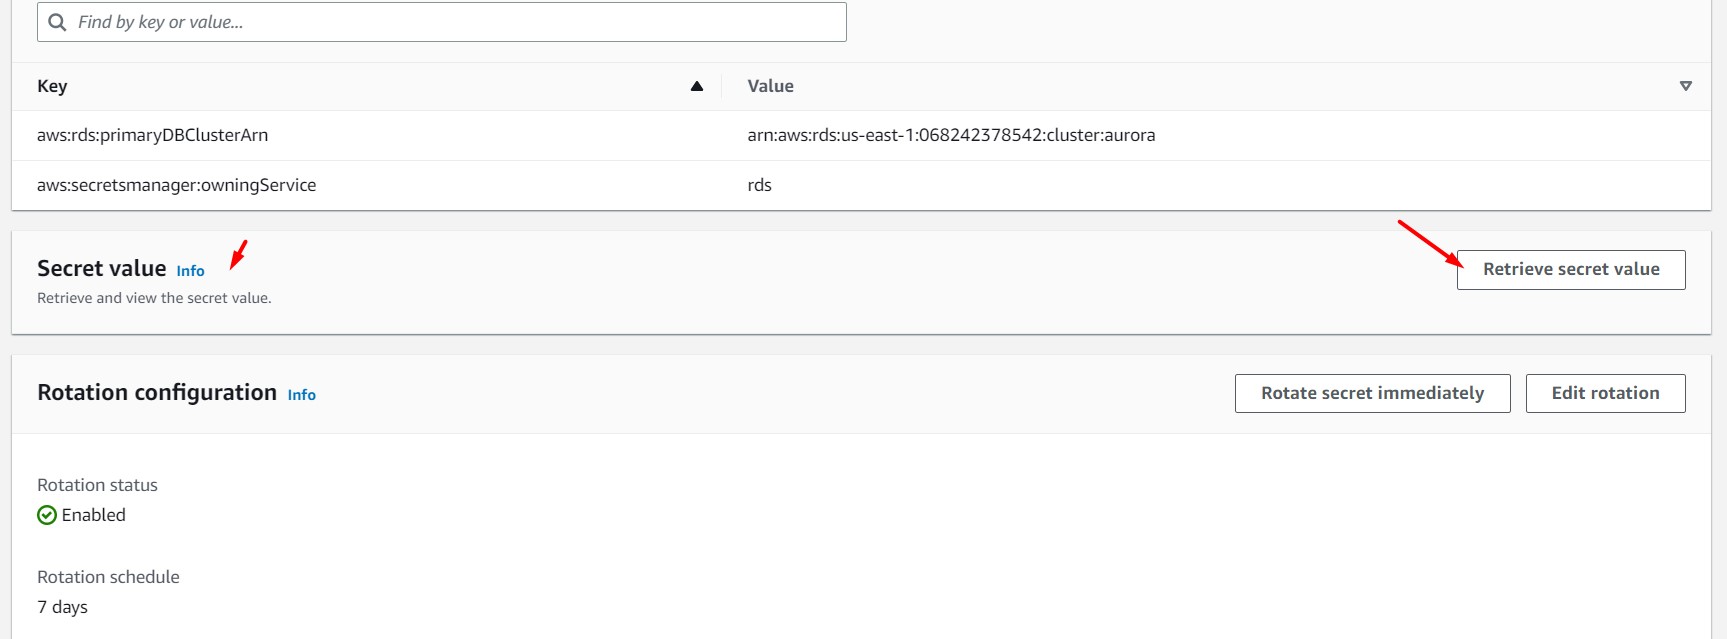 Find by key or value...
Key Value
aws:rds:primaryDBClusterArn arn:aws:rds:us-east-1:068242378542:cluster:aurora
aws:secretsmanager:owningService rds
Secret value Info Retrieve secret value
Retrieve and view the secret value.
Rotation configuration Info Rotate secret immediately Edit rotation
Rotation status
Enabled
Rotation schedule
7 days